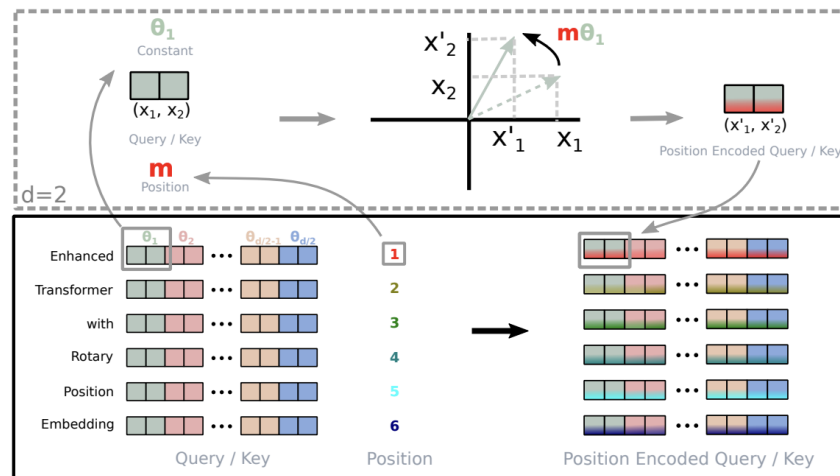 θ₁
Constant
(x₁, x₂)
Query / Key
m
Position
d=2
x'₂
x₂
x'₁
x₁
mθ₁
(x'₁, x'₂)
Position Encoded Query / Key
θ₁ θ₂ θd/2-1 θd/2
Enhanced ••• 1 •••
Transformer ••• 2 •••
with ••• 3 •••
Rotary ••• 4 •••
Position ••• 5 •••
Embedding ••• 6 •••
Query / Key
Position
Position Encoded Query / Key